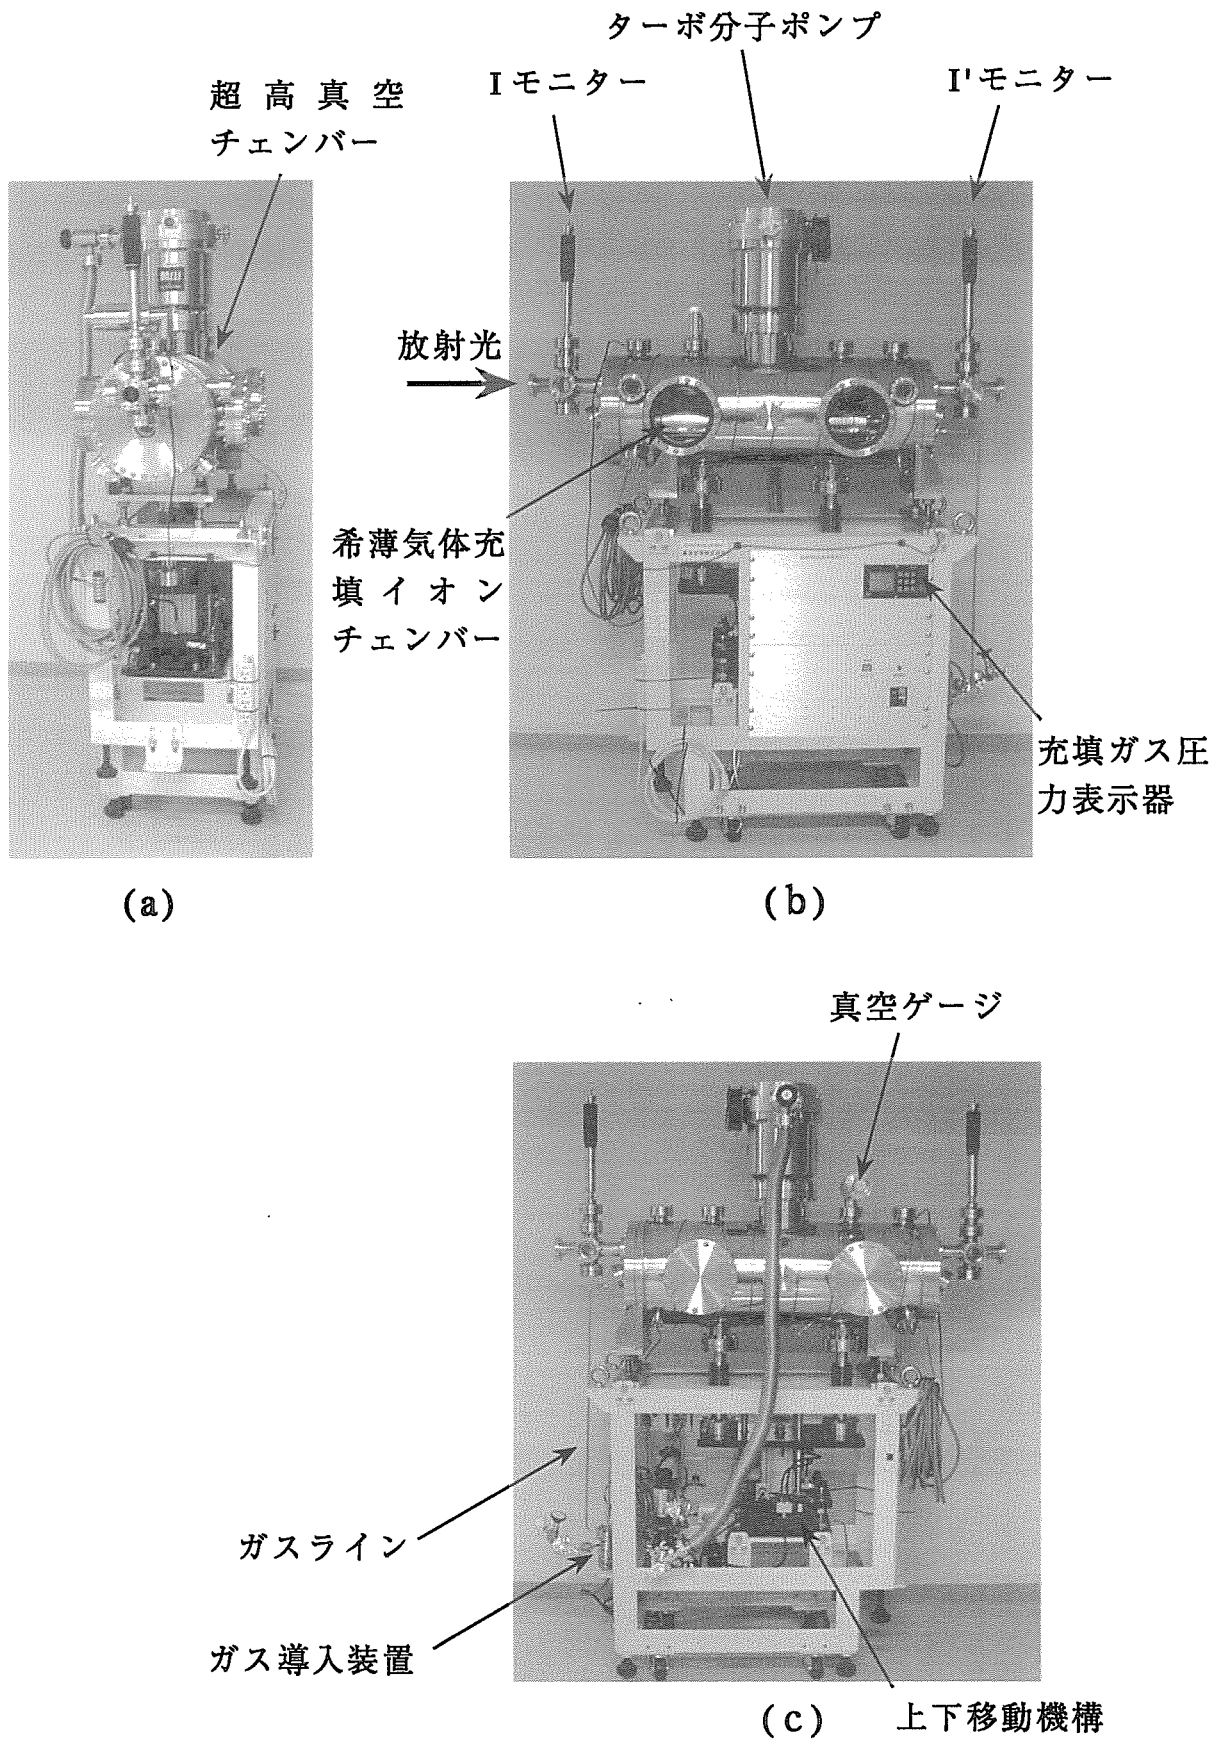 ターボ分子ポンプ
Iモニター
I'モニター
超高真空
チェンバー
放射光
希薄気体充
填イオン
チェンバー
充填ガス圧
力表示器
(a)
(b)
真空ゲージ
ガスライン
ガス導入装置
上下移動機構
(c)